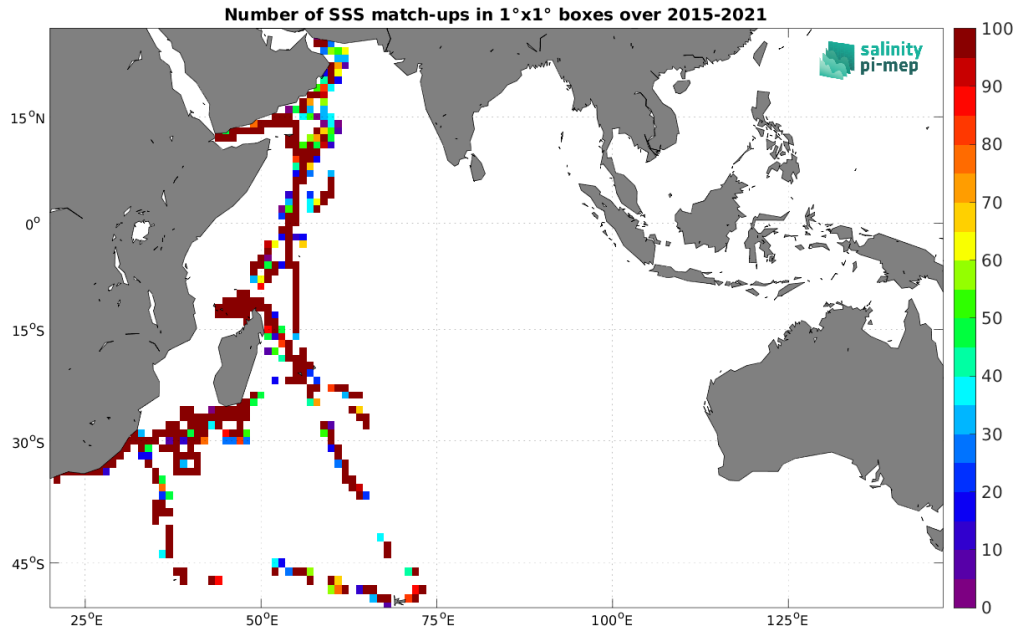 Number of SSS match-ups in 1°x1° boxes over 2015-2021
salinity
pi-mep
15°N
0°
15°S
30°S
45°S
25°E
50°E
75°E
100°E
125°E
100
90
80
70
60
50
40
30
20
10
0